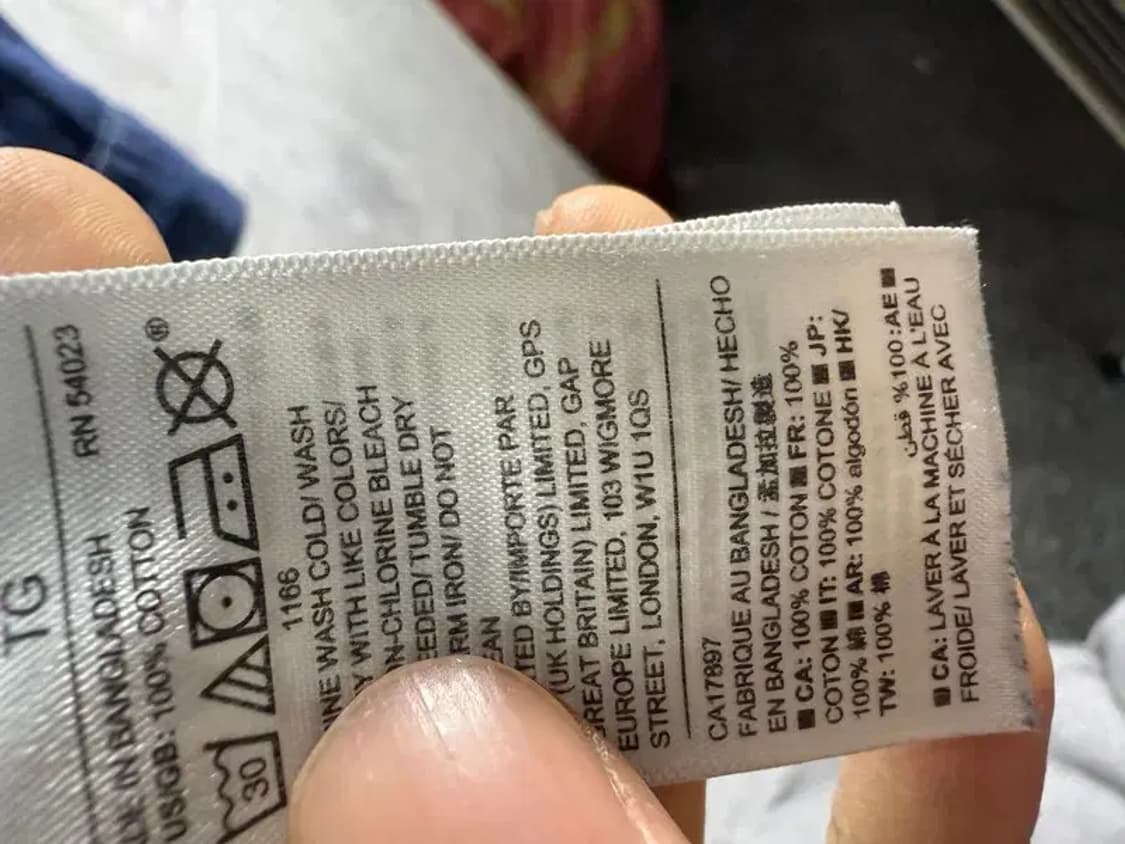 TG
RN 54023
IN BANGLADESH
US/GB: 100% COTTON
30 ®
1166
WASH COLD/ WASH
WITH LIKE COLORS/
N-CHLORINE BLEACH
EEDED/ TUMBLE DRY
RM IRON/ DO NOT
EAN
TED BY/IMPORTE PAR
(UK HOLDINGS) LIMITED, GPS
GREAT BRITAIN) LIMITED, GAP
EUROPE LIMITED, 103 WIGMORE
STREET, LONDON, W1U 1QS
CA17897
FABRIQUE AU BANGLADESH/ HECHO
EN BANGLADESH / 孟加拉製造
■ CA: 100% COTON ■ FR: 100%
COTON ■ IT: 100% COTONE ■ JP:
100% 綿 ■ AR: 100% algodón ■ HK/
TW: 100% 棉
قطن %100 :AE ■
■ CA: LAVER À LA MACHINE À L'EAU
FROIDE/ LAVER ET SÉCHER AVEC